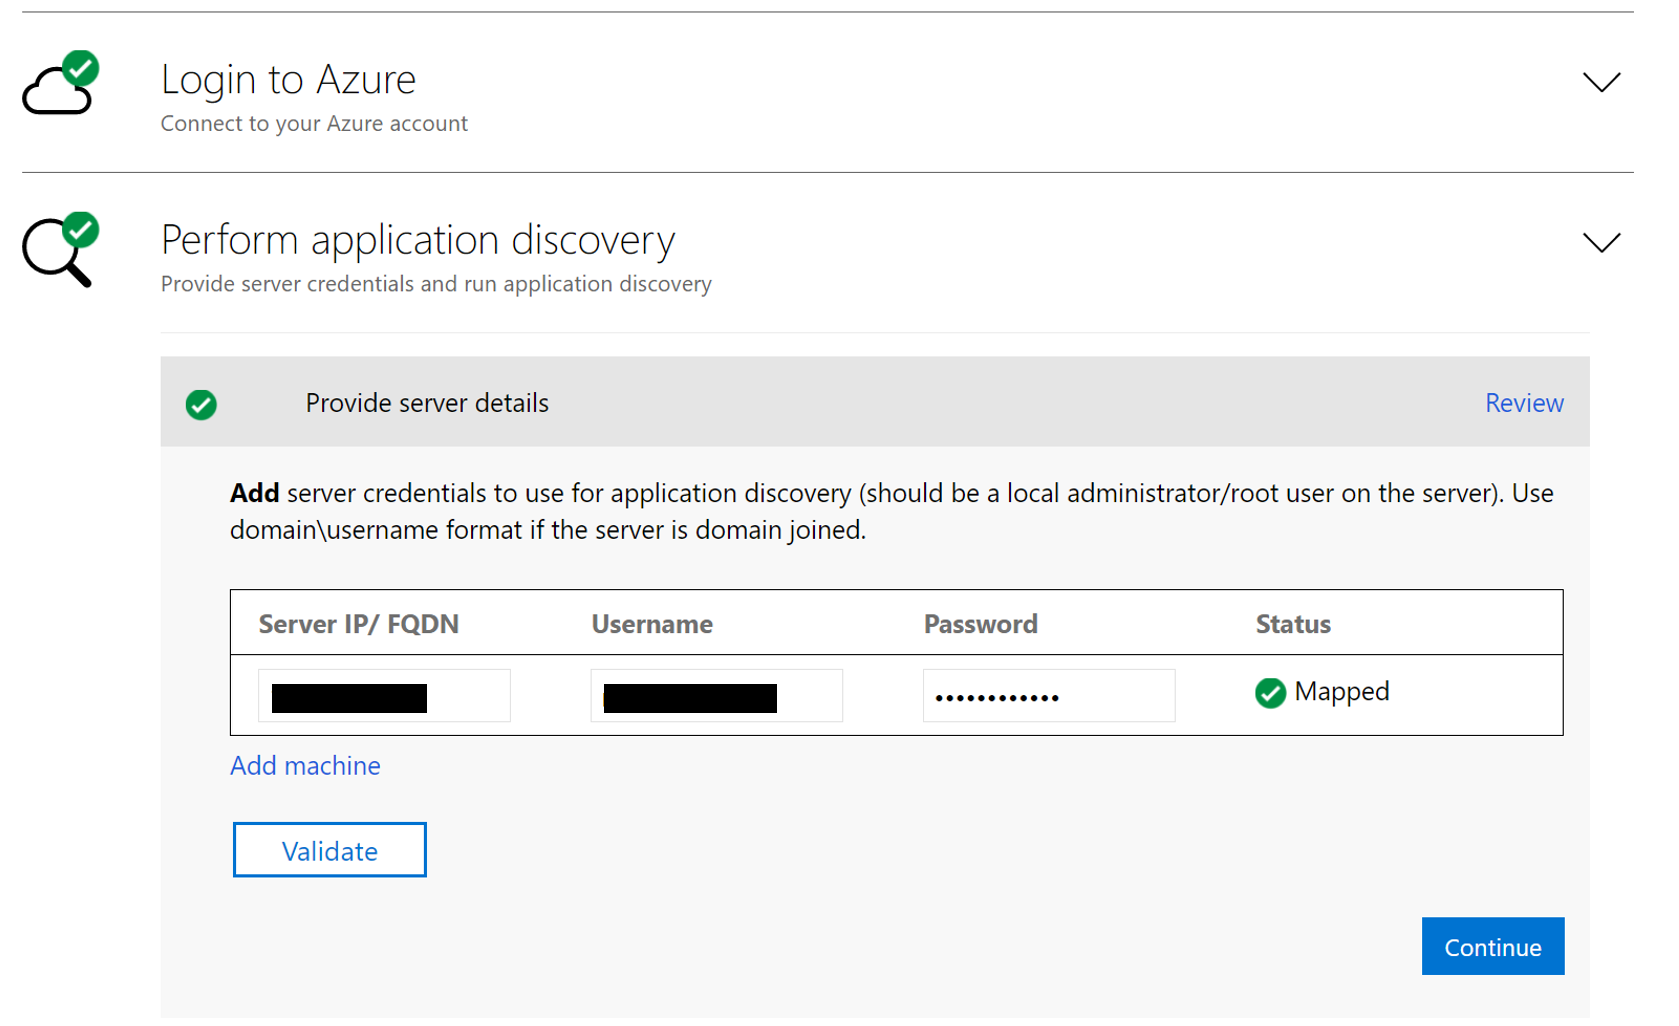 Login to Azure
Connect to your Azure account
Perform application discovery
Provide server credentials and run application discovery
Provide server details
Review
Add server credentials to use for application discovery (should be a local administrator/root user on the server). Use
domain\username format if the server is domain joined.
Server IP/ FQDN
Username
Password
Status
••••••••••••
Mapped
Add machine
Validate
Continue